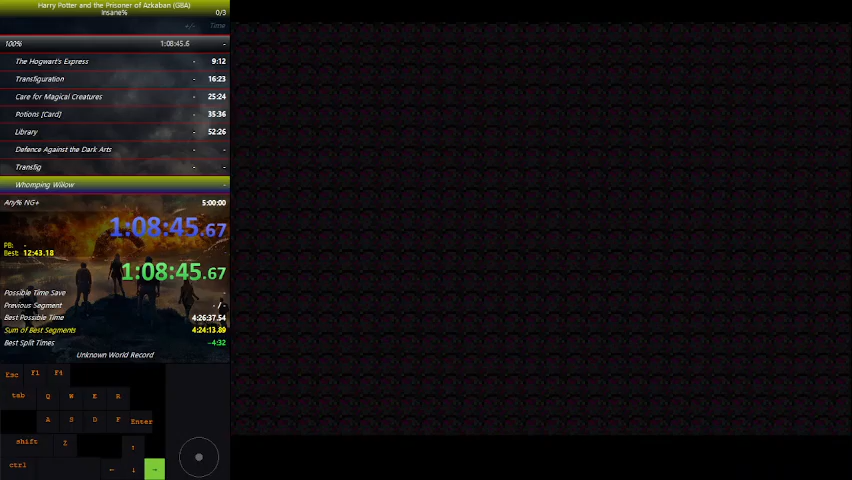 Harry Potter and the Prisoner of Azkaban (GBA)
Insane% 0/3
+/- Time
100% 1:08:45.6 -
The Hogwart's Express - 9:12
Transfiguration - 16:23
Care for Magical Creatures - 25:24
Potions [Card] - 35:36
Library - 52:26
Defence Against the Dark Arts - -
Transfig - -
Whomping Willow -
Any% NG+ 5:00:00
1:08:45.67
PB: -
Best: 12:43.18
1:08:45.67
Possible Time Save -
Previous Segment - / -
Best Possible Time 4:26:37.54
Sum of Best Segments 4:24:13.89
Best Split Times −4:32
Unknown World Record
Esc F1 F4
tab Q W E R
A S D F Enter
shift Z ↑
ctrl ← ↓ →